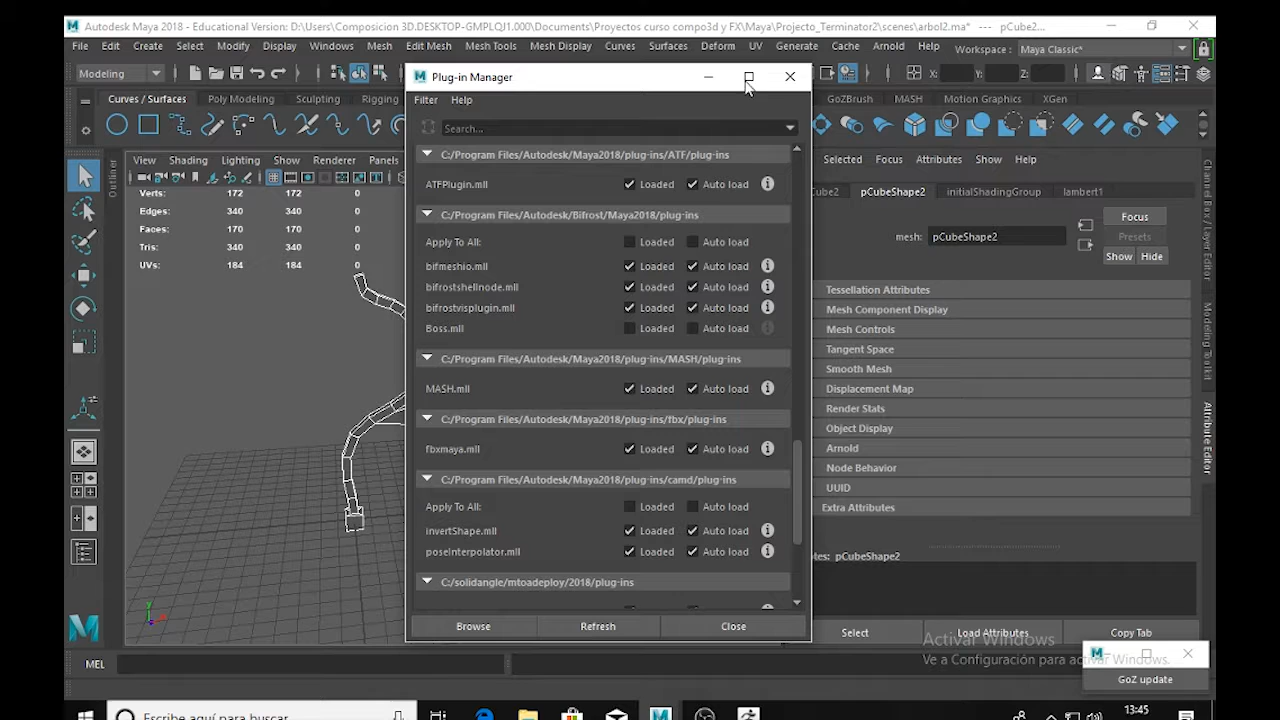 Autodesk Maya 2018 - Educational Version: D:\Users\Composicion 3D.DESKTOP-GMPLQJ1.000\Documents\Proyectos curso compo3d y FX\Maya\Projecto_Terminator2\scenes\arbol2.ma* --- pCube2...
File Edit Create Select Modify Display Windows Mesh Edit Mesh Mesh Tools Mesh Display Curves Surfaces Deform UV Generate Cache Arnold Help Workspace : Maya Classic*
Modeling X: Y: Z:
Plug-in Manager
Filter Help
Curves / Surfaces Poly Modeling Sculpting Rigging GoZBrush MASH Motion Graphics XGen
Search...
View Shading Lighting Show Renderer Panels
Verts: 172 172 0
Edges: 340 340 0
Faces: 170 170 0
Tris: 340 340 0
UVs: 184 184 0
Outliner
C:/Program Files/Autodesk/Maya2018/plug-ins/ATF/plug-ins
ATFPlugin.mll Loaded Auto load
C:/Program Files/Autodesk/Bifrost/Maya2018/plug-ins
Apply To All: Loaded Auto load
bifmeshio.mll Loaded Auto load
bifrostshellnode.mll Loaded Auto load
bifrostvisplugin.mll Loaded Auto load
Boss.mll Loaded Auto load
C:/Program Files/Autodesk/Maya2018/plug-ins/MASH/plug-ins
MASH.mll Loaded Auto load
C:/Program Files/Autodesk/Maya2018/plug-ins/fbx/plug-ins
fbxmaya.mll Loaded Auto load
C:/Program Files/Autodesk/Maya2018/plug-ins/camd/plug-ins
Apply To All: Loaded Auto load
invertShape.mll Loaded Auto load
poseInterpolator.mll Loaded Auto load
C:/solidangle/mtoadeploy/2018/plug-ins
Browse Refresh Close
Selected Focus Attributes Show Help
pCubeShape2 initialShadingGroup lambert1
mesh: pCubeShape2
Focus
Presets
Show Hide
Tessellation Attributes
Mesh Component Display
Mesh Controls
Tangent Space
Smooth Mesh
Displacement Map
Render Stats
Object Display
Arnold
Node Behavior
UUID
Extra Attributes
pCubeShape2
Select Load Attributes Copy Tab
Channel Box / Layer Editor
Modeling Toolkit
Attribute Editor
Activar Windows
Ve a Configuración para activar Windows.
GoZ update
MEL
Escribe aquí para buscar
13:45